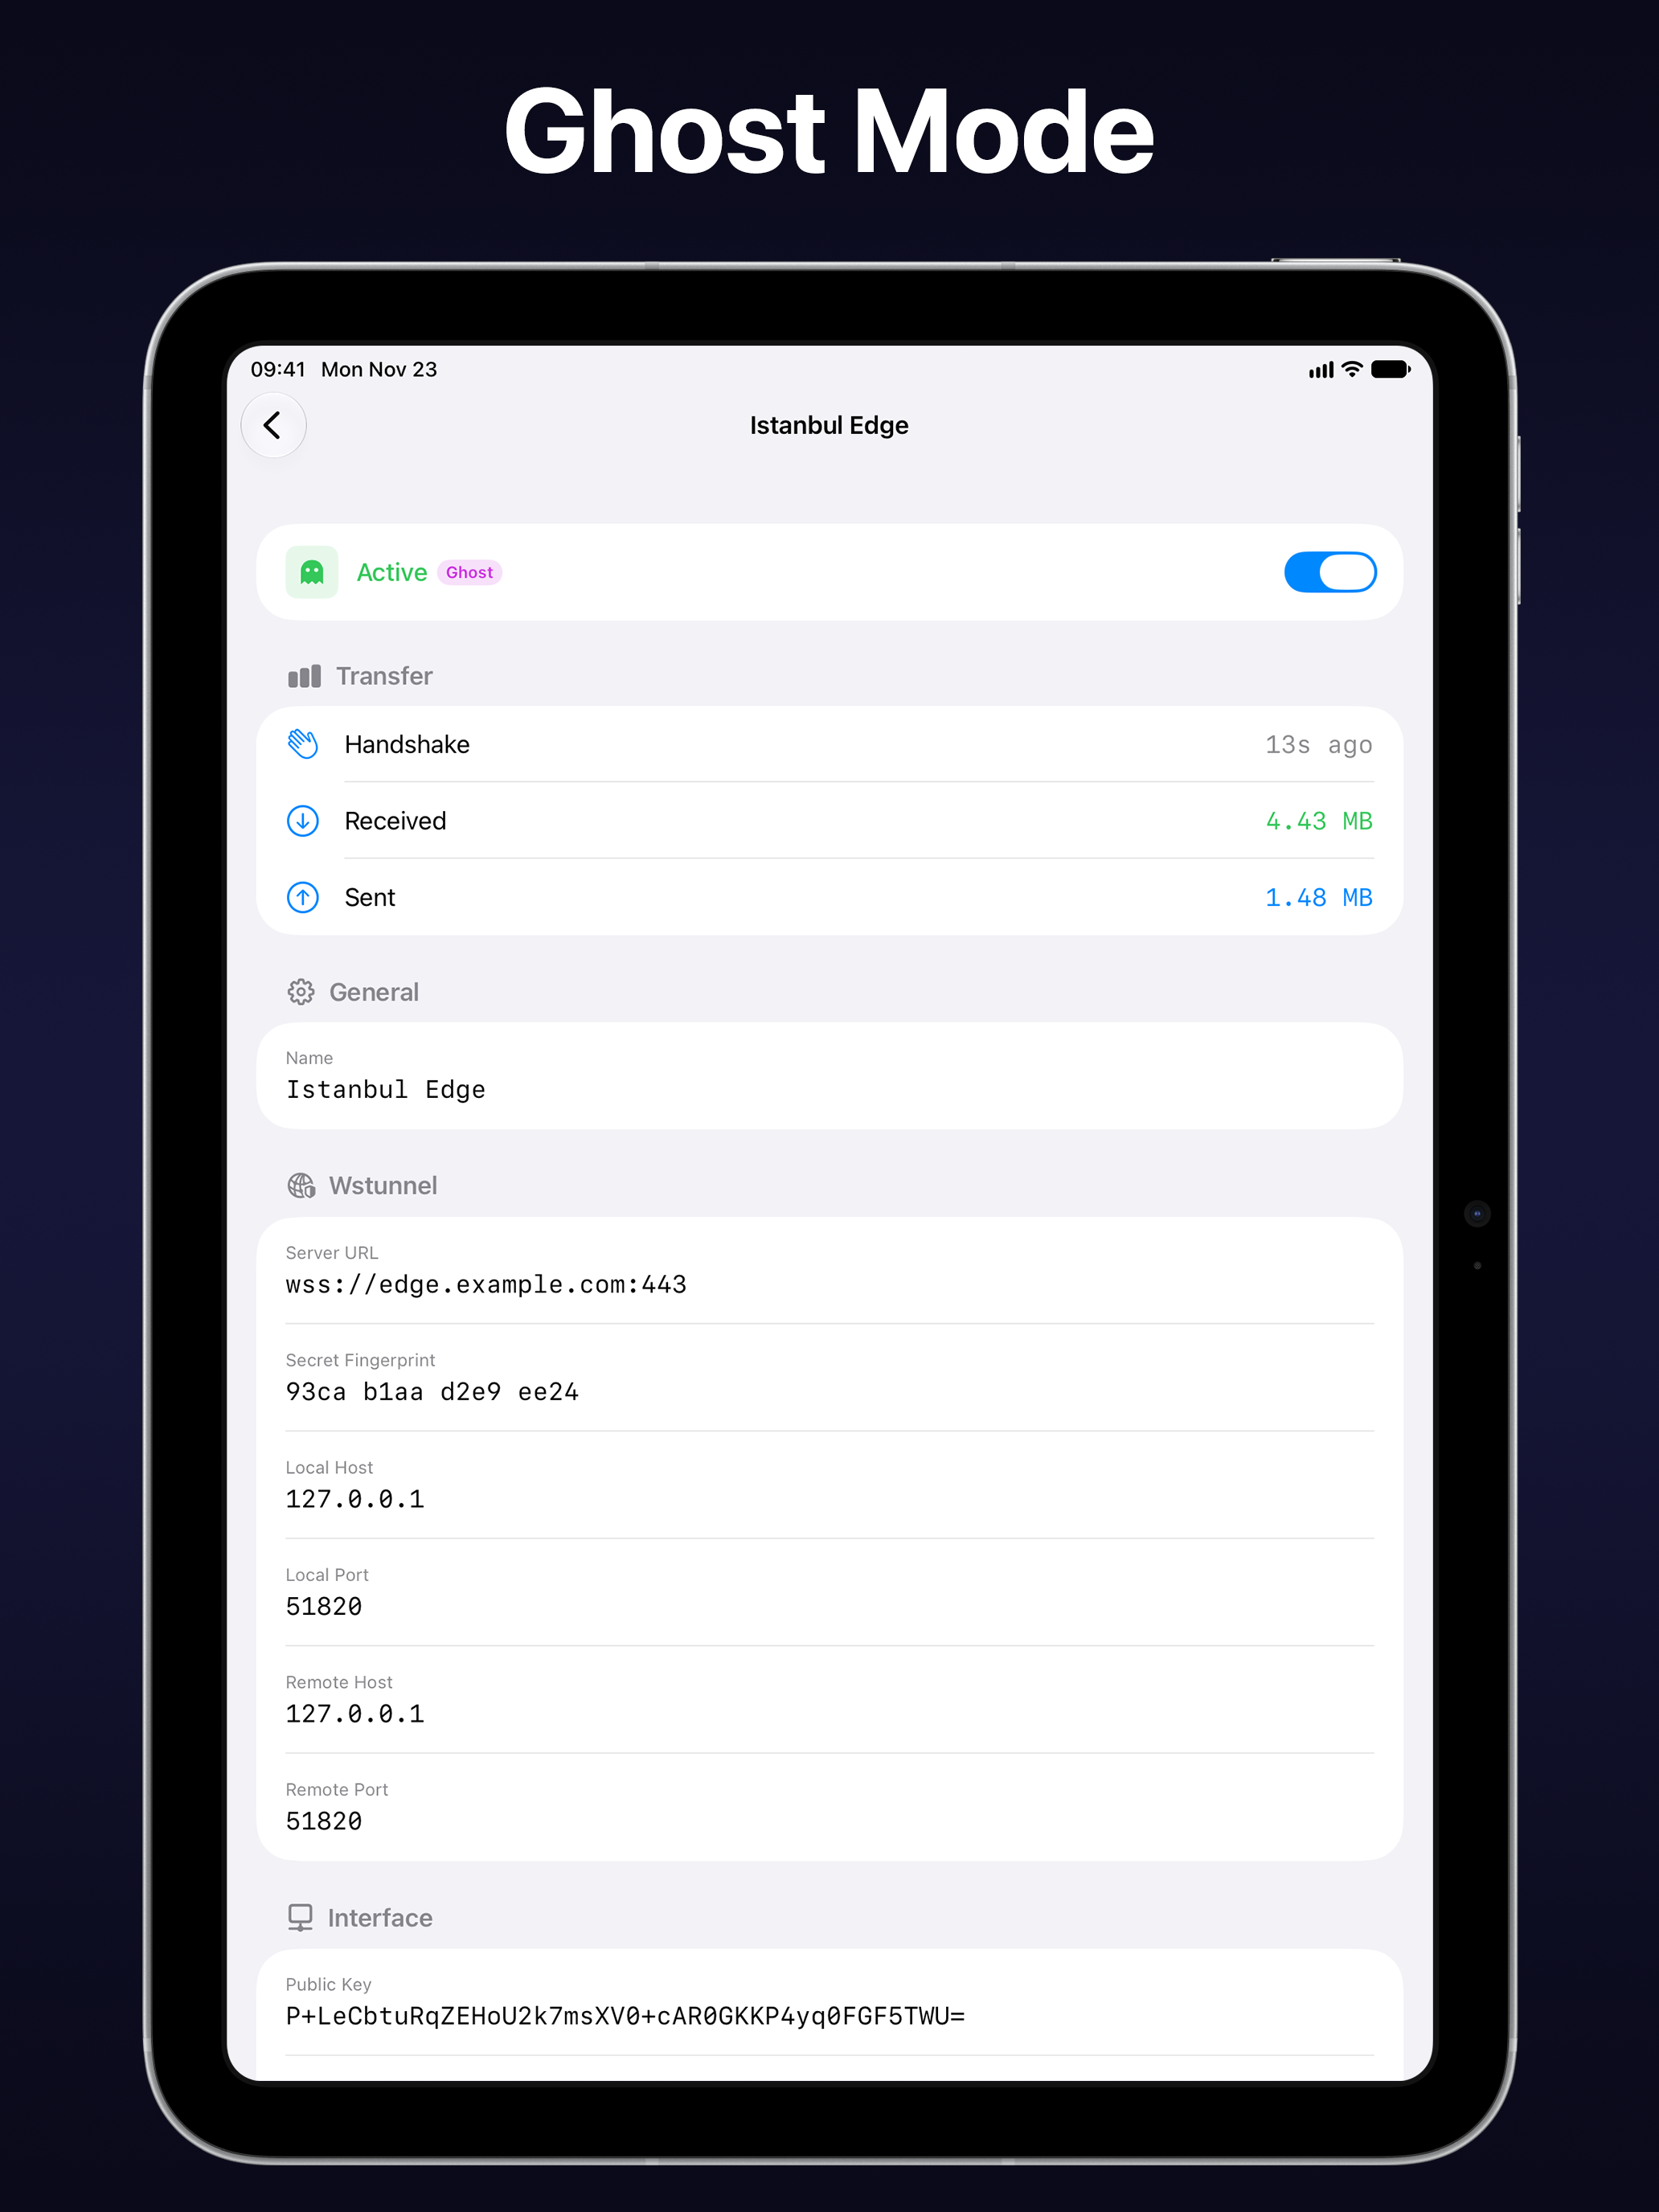 Ghost Mode
09:41 Mon Nov 23
Istanbul Edge
Active Ghost
Transfer
Handshake 13s ago
Received 4.43 MB
Sent 1.48 MB
General
Name
Istanbul Edge
Wstunnel
Server URL
wss://edge.example.com:443
Secret Fingerprint
93ca b1aa d2e9 ee24
Local Host
127.0.0.1
Local Port
51820
Remote Host
127.0.0.1
Remote Port
51820
Interface
Public Key
P+LeCbtuRqZEHoU2k7msXV0+cAR0GKKP4yq0FGF5TWU=